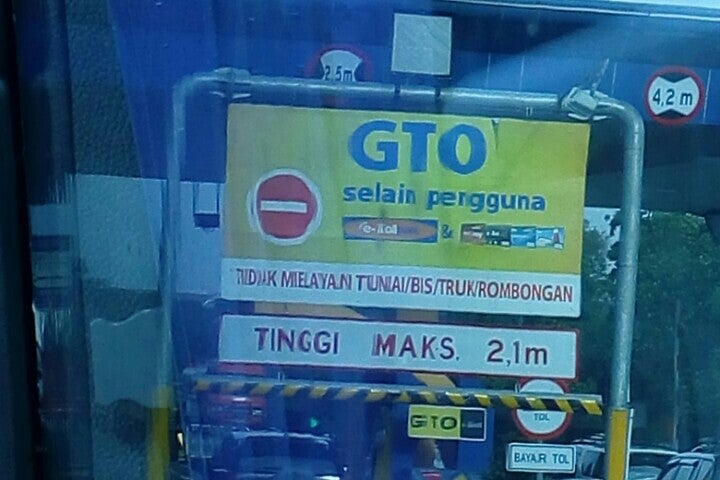 2.5m
4,2 m
GTO
selain pengguna
e-Toll &
TIDAK MELAYANI TUNAI/BIS/TRUK/ROMBONGAN
TINGGI MAKS. 2,1m
GTO
TOL
BAYAR TOL